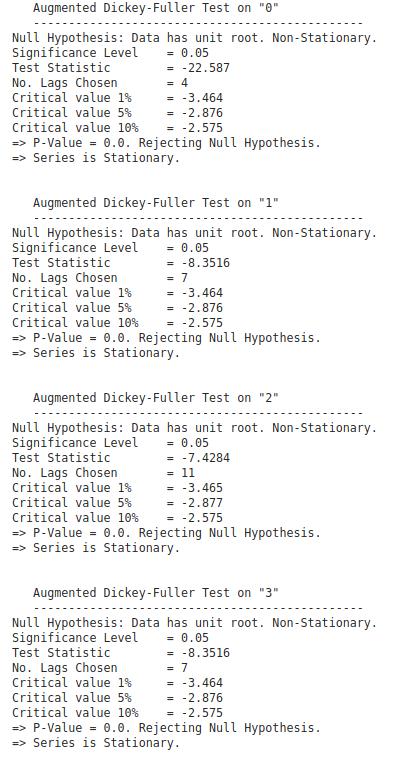 Augmented Dickey-Fuller Test on "0"
-----------------------------------------------
Null Hypothesis: Data has unit root. Non-Stationary.
Significance Level    = 0.05
Test Statistic        = -22.587
No. Lags Chosen       = 4
Critical value 1%     = -3.464
Critical value 5%     = -2.876
Critical value 10%    = -2.575
=> P-Value = 0.0. Rejecting Null Hypothesis.
=> Series is Stationary.
Augmented Dickey-Fuller Test on "1"
-----------------------------------------------
Null Hypothesis: Data has unit root. Non-Stationary.
Significance Level    = 0.05
Test Statistic        = -8.3516
No. Lags Chosen       = 7
Critical value 1%     = -3.464
Critical value 5%     = -2.876
Critical value 10%    = -2.575
=> P-Value = 0.0. Rejecting Null Hypothesis.
=> Series is Stationary.
Augmented Dickey-Fuller Test on "2"
-----------------------------------------------
Null Hypothesis: Data has unit root. Non-Stationary.
Significance Level    = 0.05
Test Statistic        = -7.4284
No. Lags Chosen       = 11
Critical value 1%     = -3.465
Critical value 5%     = -2.877
Critical value 10%    = -2.575
=> P-Value = 0.0. Rejecting Null Hypothesis.
=> Series is Stationary.
Augmented Dickey-Fuller Test on "3"
-----------------------------------------------
Null Hypothesis: Data has unit root. Non-Stationary.
Significance Level    = 0.05
Test Statistic        = -8.3516
No. Lags Chosen       = 7
Critical value 1%     = -3.464
Critical value 5%     = -2.876
Critical value 10%    = -2.575
=> P-Value = 0.0. Rejecting Null Hypothesis.
=> Series is Stationary.